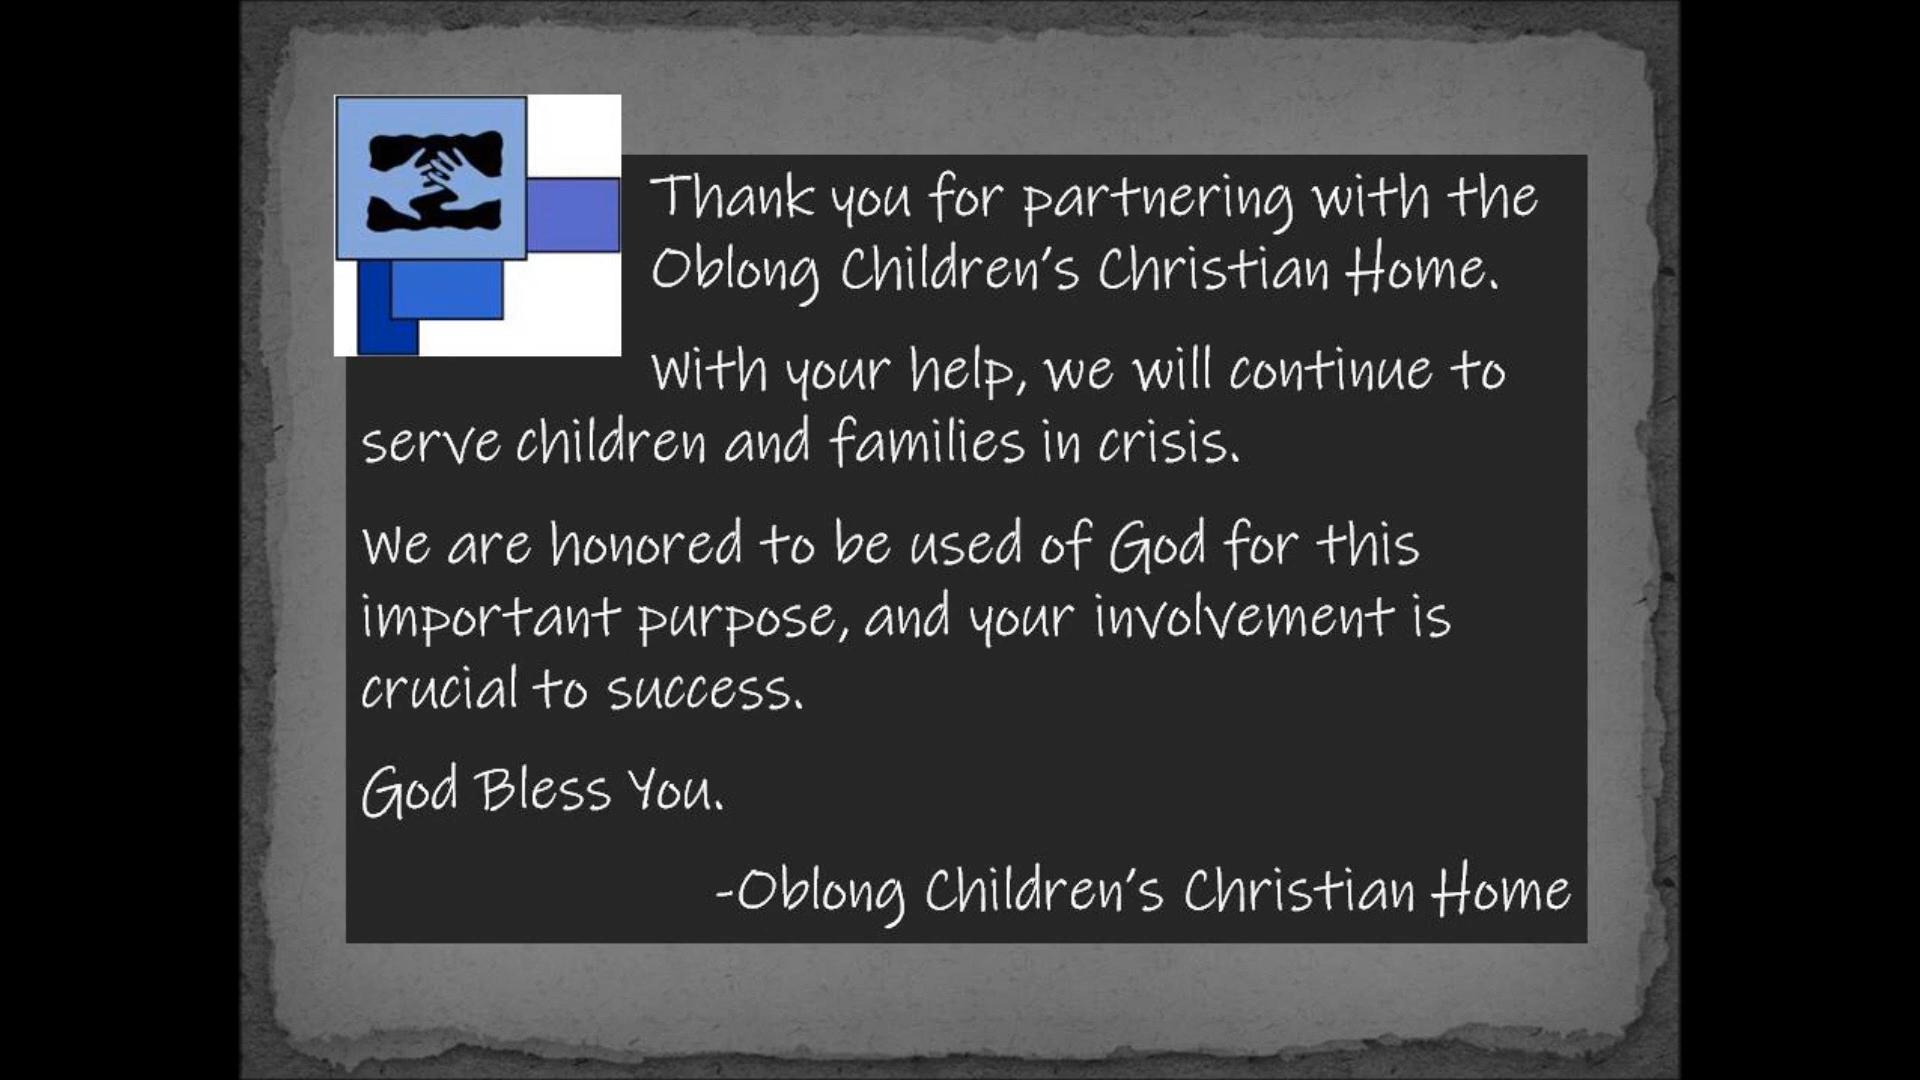 Thank you for partnering with the
Oblong Children's Christian Home.
With your help, we will continue to
serve children and families in crisis.
We are honored to be used of God for this
important purpose, and your involvement is
crucial to success.
God Bless You.
-Oblong Children's Christian Home